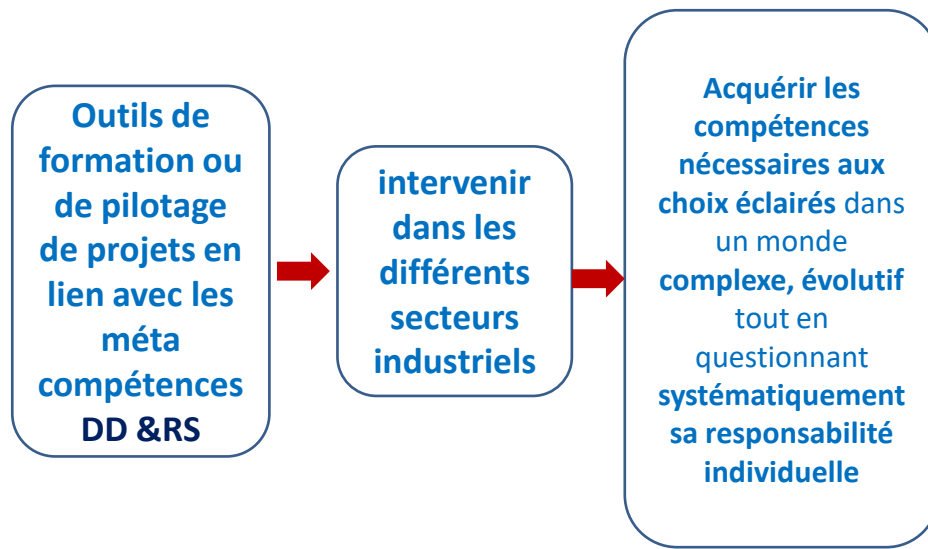 Outils de
formation ou
de pilotage
de projets en
lien avec les
méta
compétences
DD &RS
intervenir
dans les
différents
secteurs
industriels
Acquérir les
compétences
nécessaires aux
choix éclairés dans
un monde
complexe, évolutif
tout en
questionnant
systématiquement
sa responsabilité
individuelle